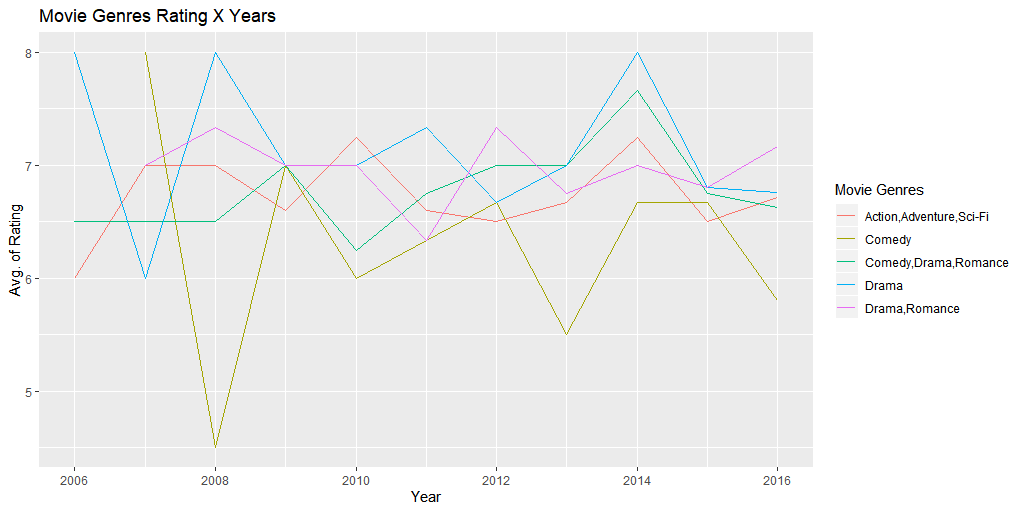 Movie Genres Rating X Years
8
7
6
5
Avg. of Rating
2006 2008 2010 2012 2014 2016
Year
Movie Genres
Action,Adventure,Sci-Fi
Comedy
Comedy,Drama,Romance
Drama
Drama,Romance